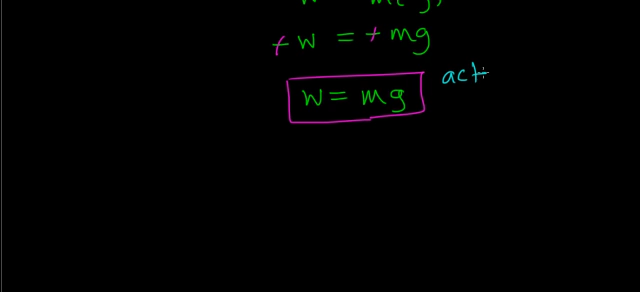 +w = +mg
w = mg act